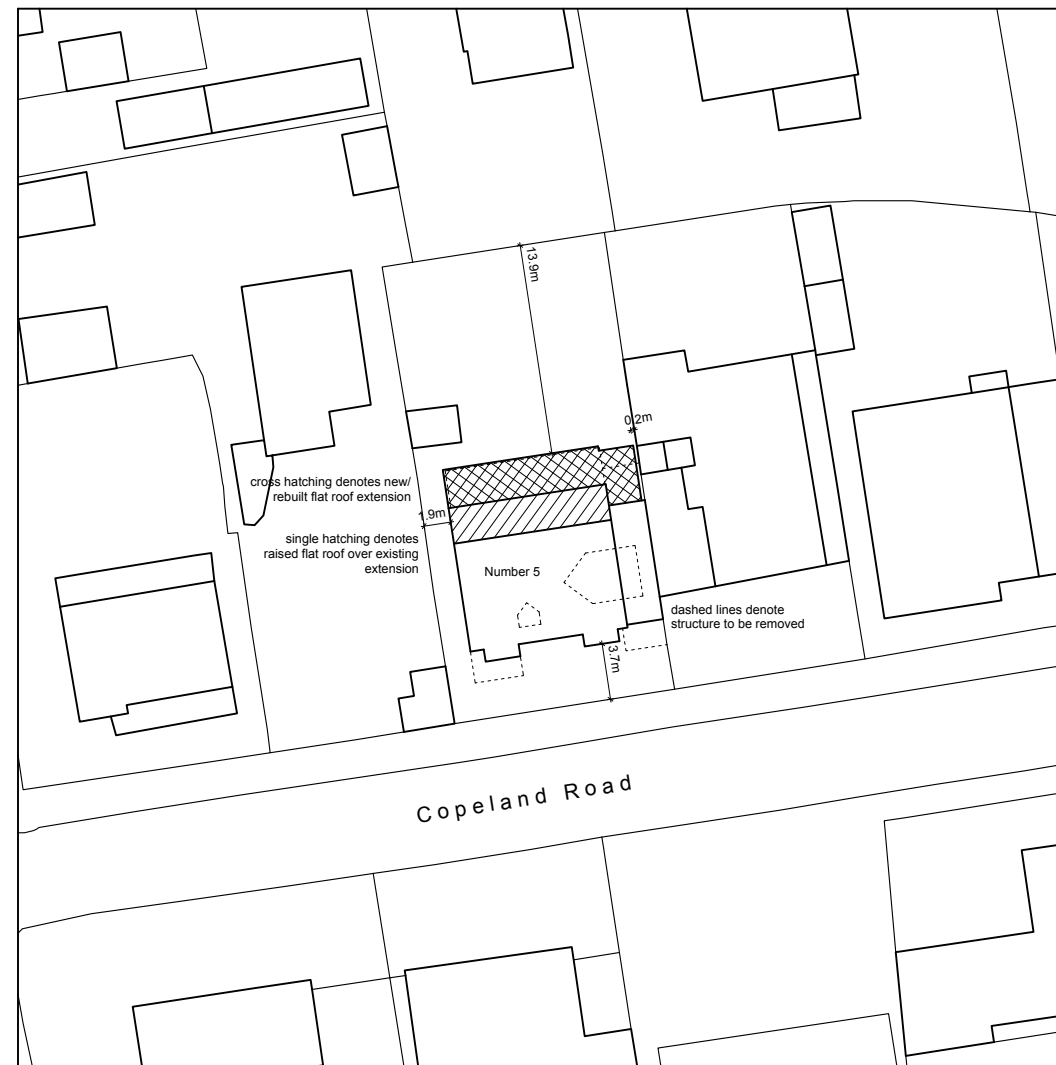 13.9m
0.2m
cross hatching denotes new/
rebuilt flat roof extension
1.9m
single hatching denotes
raised flat roof over existing
extension
Number 5
dashed lines denote
structure to be removed
3.7m
Copeland Road